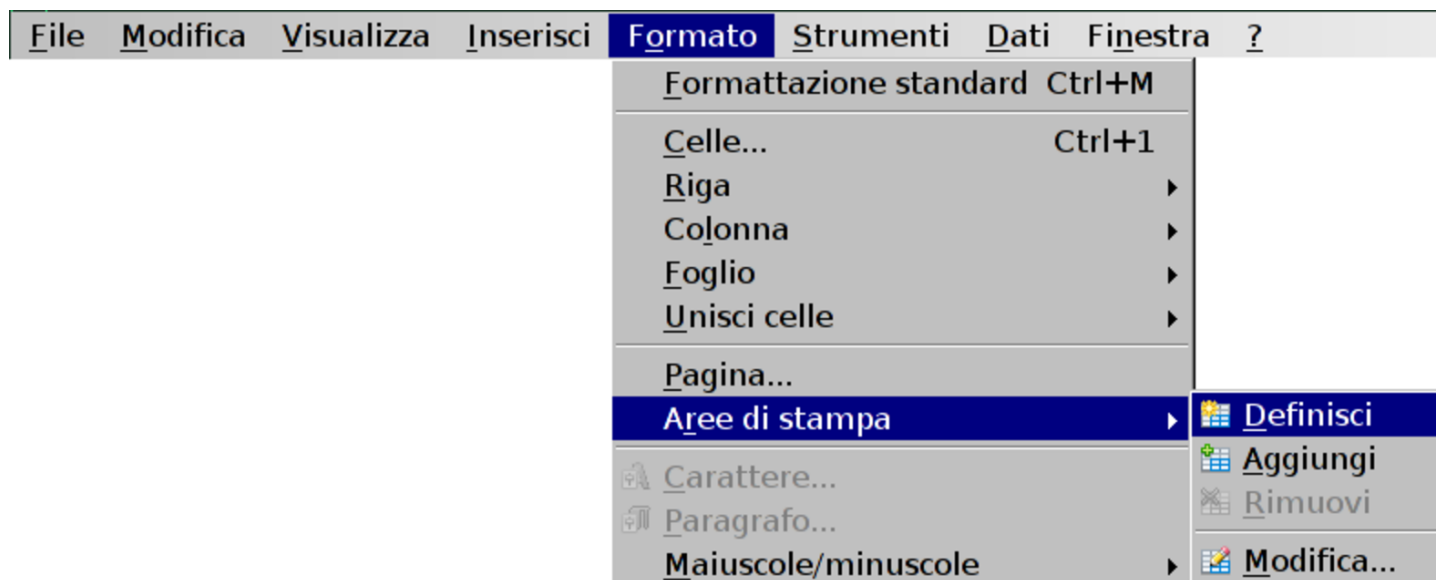 File Modifica Visualizza Inserisci Formato Strumenti Dati Finestra ?
Formattazione standard Ctrl+M
Celle... Ctrl+1
Riga
Colonna
Foglio
Unisci celle
Pagina...
Aree di stampa
Definisci
Aggiungi
Rimuovi
Modifica...
Carattere...
Paragrafo...
Maiuscole/minuscole